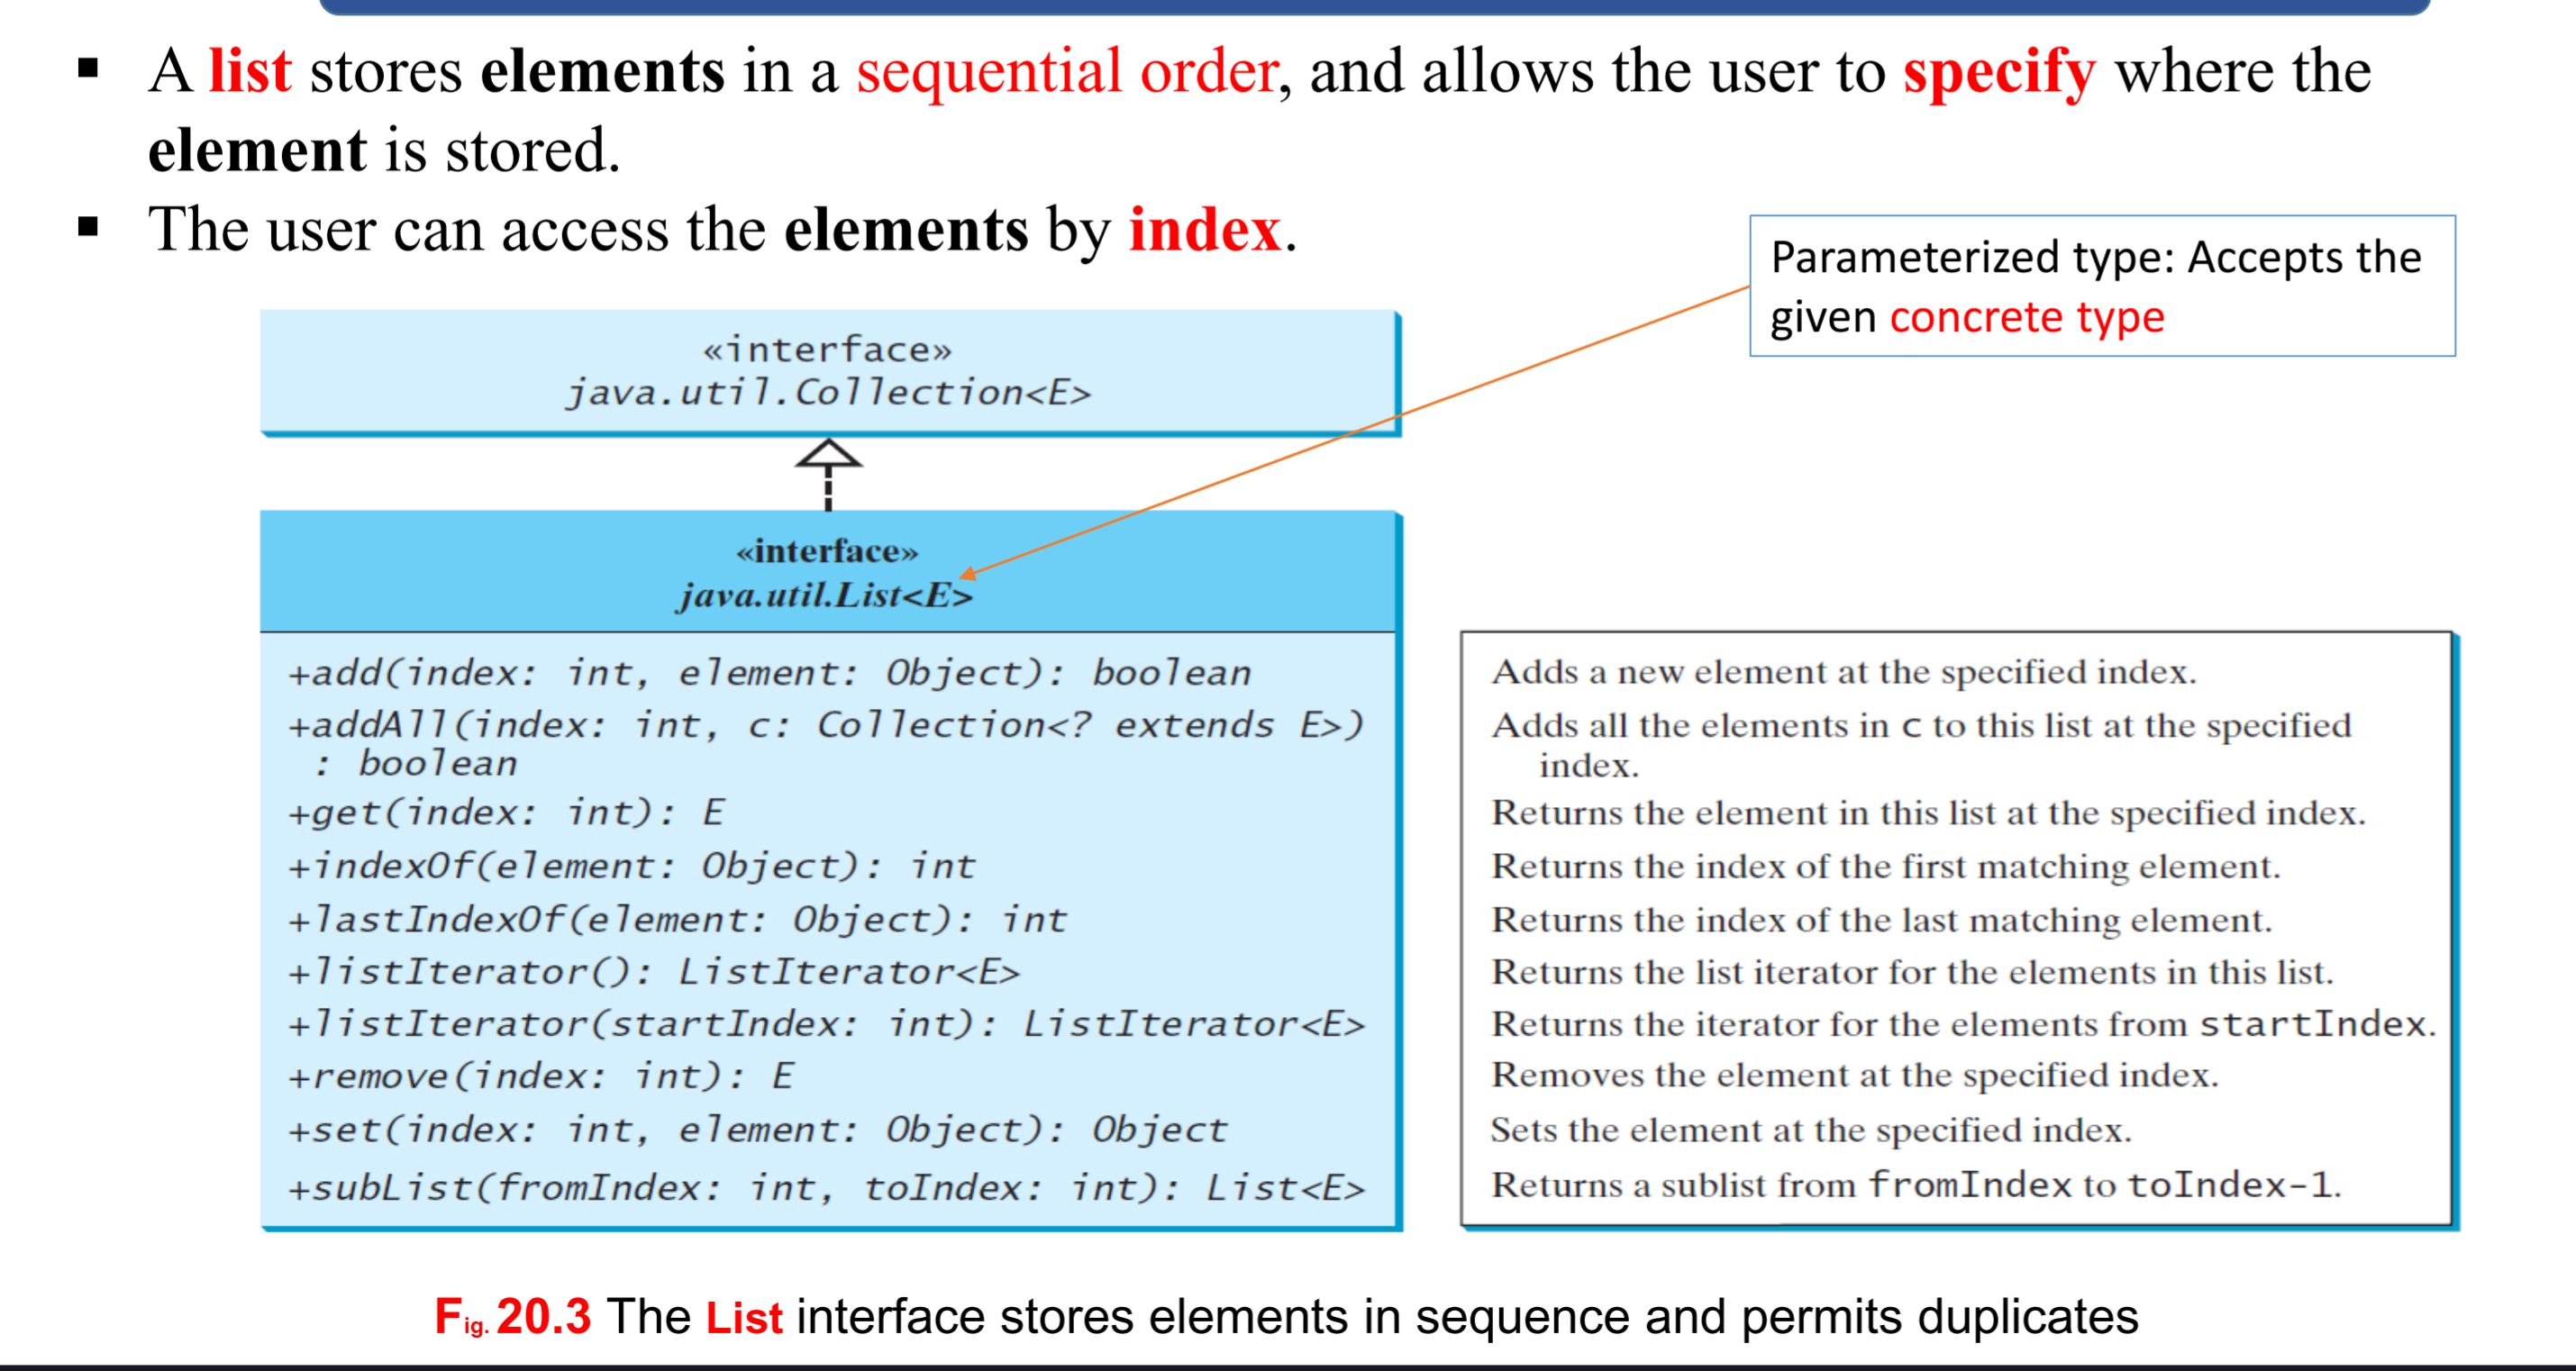 ▪ A list stores elements in a sequential order, and allows the user to specify where the
element is stored.
▪ The user can access the elements by index.
Parameterized type: Accepts the
given concrete type
«interface»
java.util.Collection<E>
«interface»
java.util.List<E>
+add(index: int, element: Object): boolean
+addAll(index: int, c: Collection<? extends E>)
: boolean
+get(index: int): E
+indexOf(element: Object): int
+lastIndexOf(element: Object): int
+listIterator(): ListIterator<E>
+listIterator(startIndex: int): ListIterator<E>
+remove(index: int): E
+set(index: int, element: Object): Object
+subList(fromIndex: int, toIndex: int): List<E>
Adds a new element at the specified index.
Adds all the elements in c to this list at the specified
index.
Returns the element in this list at the specified index.
Returns the index of the first matching element.
Returns the index of the last matching element.
Returns the list iterator for the elements in this list.
Returns the iterator for the elements from startIndex.
Removes the element at the specified index.
Sets the element at the specified index.
Returns a sublist from fromIndex to toIndex-1.
Fig. 20.3 The List interface stores elements in sequence and permits duplicates